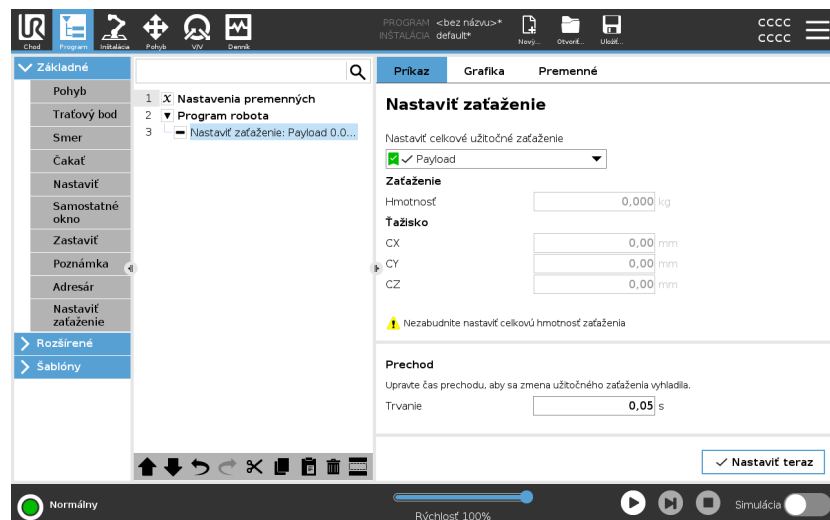 UR
Chod
Program
Inštalácia
Pohyb
V/V
Denník
PROGRAM <bez názvu>*
INŠTALÁCIA default*
Nový...
Otvoriť...
Uložiť...
cccc
cccc
Základné
Pohyb
Traťový bod
Smer
Čakať
Nastaviť
Samostatné
okno
Zastaviť
Poznámka
Adresár
Nastaviť
zaťaženie
Rozšírené
Šablóny
1 X Nastavenia premenných
2 Program robota
3 Nastaviť zaťaženie: Payload 0.0...
Príkaz Grafika Premenné
Nastaviť zaťaženie
Nastaviť celkové užitočné zaťaženie
Payload
Zaťaženie
Hmotnosť 0,000 kg
Ťažisko
CX 0,00 mm
CY 0,00 mm
CZ 0,00 mm
Nezabudnite nastaviť celkovú hmotnosť zaťaženia
Prechod
Upravte čas prechodu, aby sa zmena užitočného zaťaženia vyhladila.
Trvanie 0,05 s
Nastaviť teraz
Normálny
Rýchlosť 100%
Simulácia